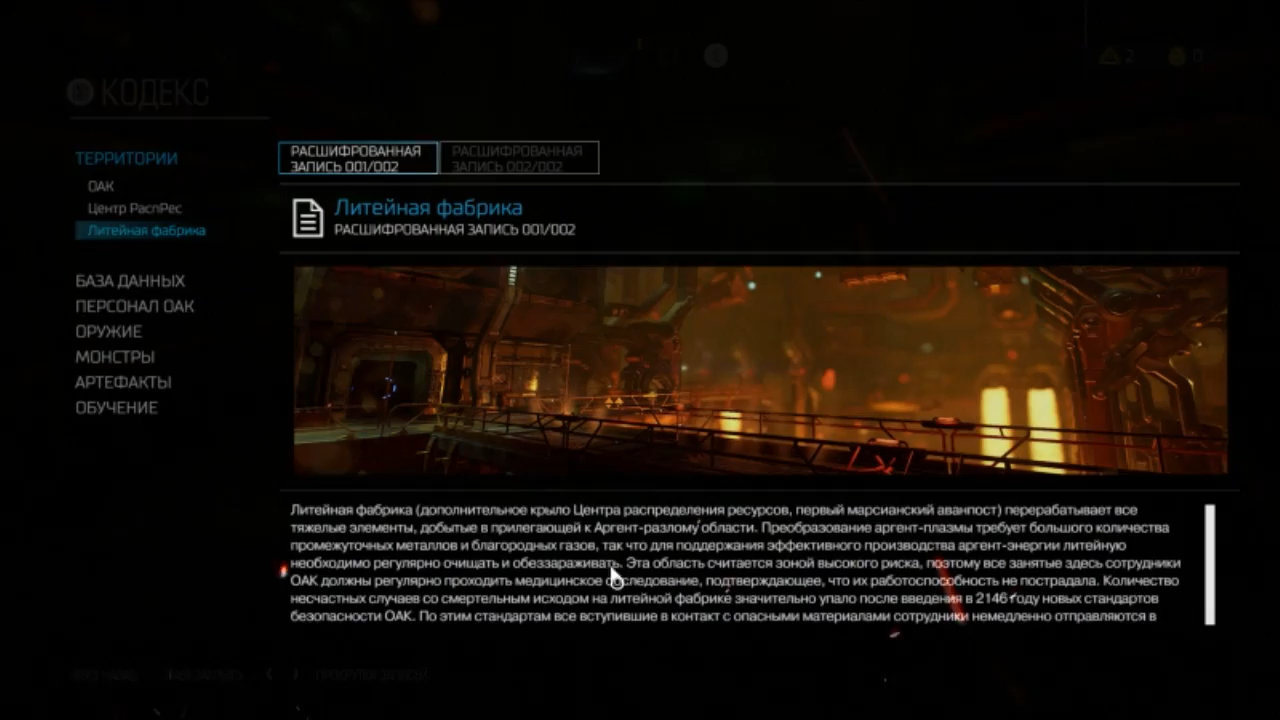 2
0
КОДЕКС
ТЕРРИТОРИИ
ОАК
Центр РаспРес
Литейная фабрика
БАЗА ДАННЫХ
ПЕРСОНАЛ ОАК
ОРУЖИЕ
МОНСТРЫ
АРТЕФАКТЫ
ОБУЧЕНИЕ
РАСШИФРОВАННАЯ
ЗАПИСЬ 001/002
РАСШИФРОВАННАЯ
ЗАПИСЬ 002/002
Литейная фабрика
РАСШИФРОВАННАЯ ЗАПИСЬ 001/002
Литейная фабрика (дополнительное крыло Центра распределения ресурсов, первый марсианский аванпост) перерабатывает все
тяжелые элементы, добытые в прилегающей к Аргент-разлому области. Преобразование аргент-плазмы требует большого количества
промежуточных металлов и благородных газов, так что для поддержания эффективного производства аргент-энергии литейную
необходимо регулярно очищать и обеззараживать. Эта область считается зоной высокого риска, поэтому все занятые здесь сотрудники
ОАК должны регулярно проходить медицинское обследование, подтверждающее, что их работоспособность не пострадала. Количество
несчастных случаев со смертельным исходом на литейной фабрике значительно упало после введения в 2146 году новых стандартов
безопасности ОАК. По этим стандартам все вступившие в контакт с опасными материалами сотрудники немедленно отправляются в